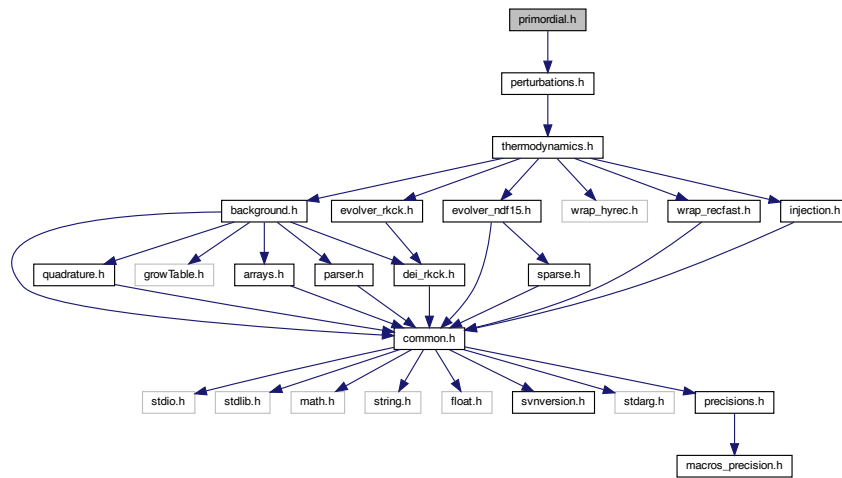 primordial.h
perturbations.h
thermodynamics.h
background.h evolver_rkck.h evolver_ndf15.h wrap_hyrec.h wrap_recfast.h injection.h
quadrature.h growTable.h arrays.h parser.h dei_rkck.h sparse.h
common.h
stdio.h stdlib.h math.h string.h float.h svnversion.h stdarg.h precisions.h
macros_precision.h